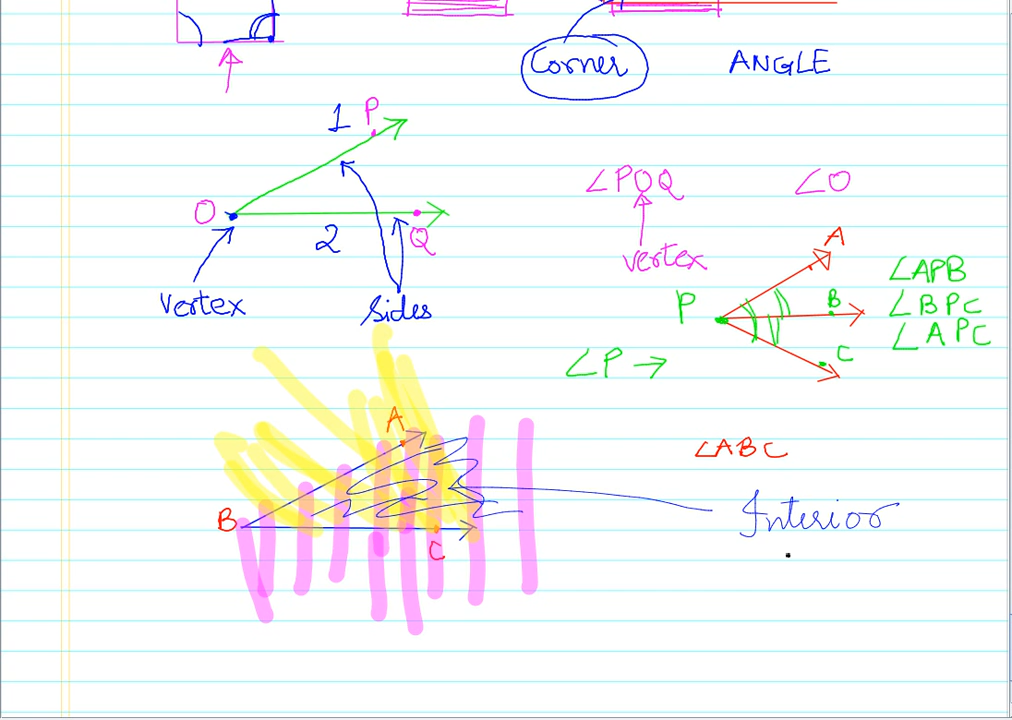 Corner
ANGLE
1 P
O
2
Q
vertex
sides
∠POQ
∠O
vertex
A
P
B
C
∠APB
∠BPC
∠APC
∠P →
A
B
C
∠ABC
Interior